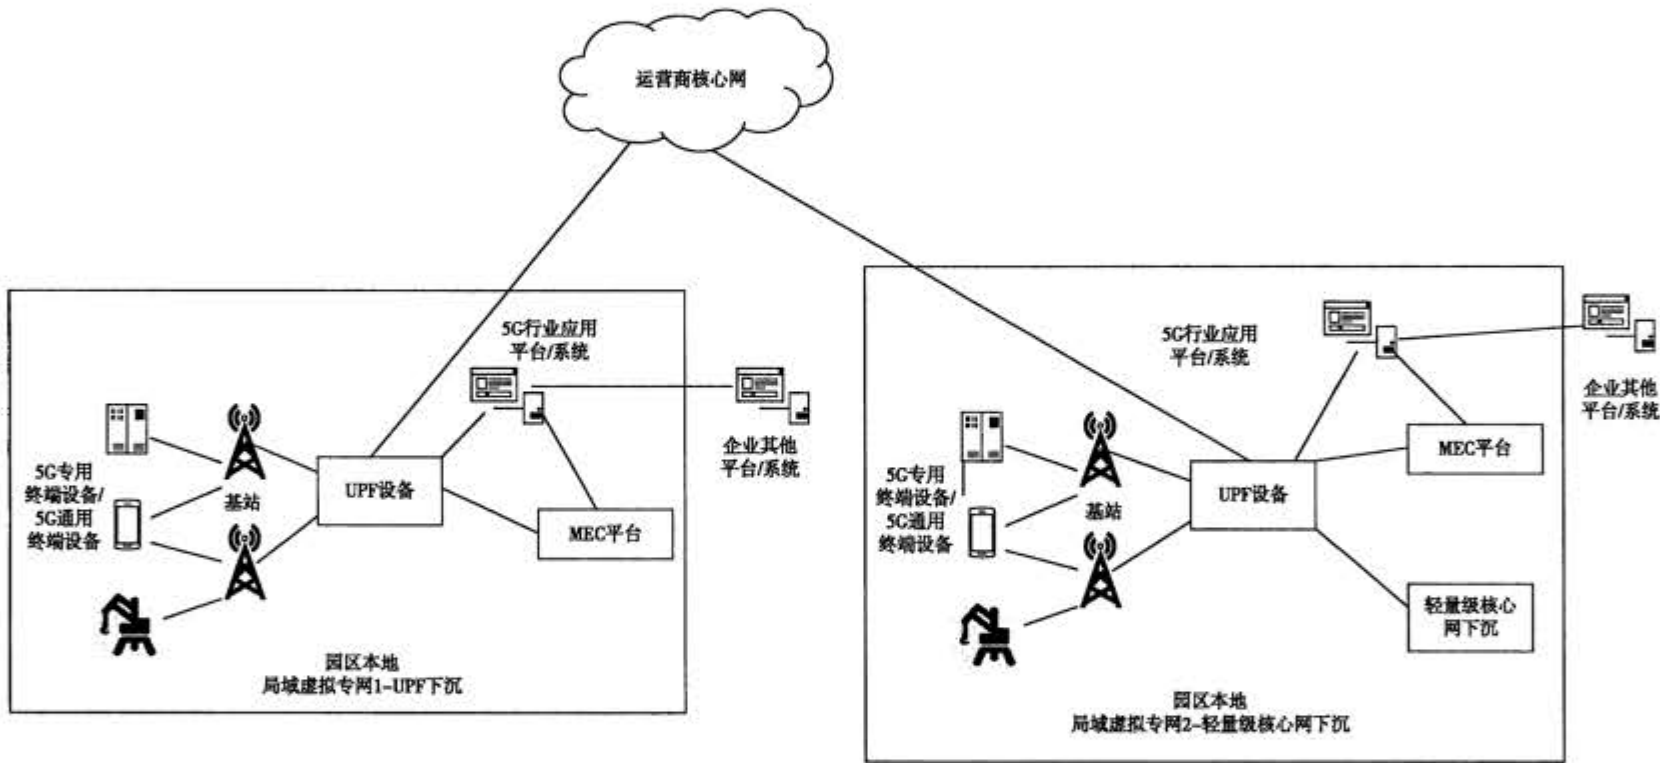 运营商核心网
5G行业应用
平台/系统
企业其他
平台/系统
5G专用
终端设备/
5G通用
终端设备
基站
UPF设备
MEC平台
园区本地
局域虚拟专网1-UPF下沉
5G行业应用
平台/系统
企业其他
平台/系统
MEC平台
5G专用
终端设备/
5G通用
终端设备
基站
UPF设备
轻量级核心
网下沉
园区本地
局域虚拟专网2-轻量级核心网下沉